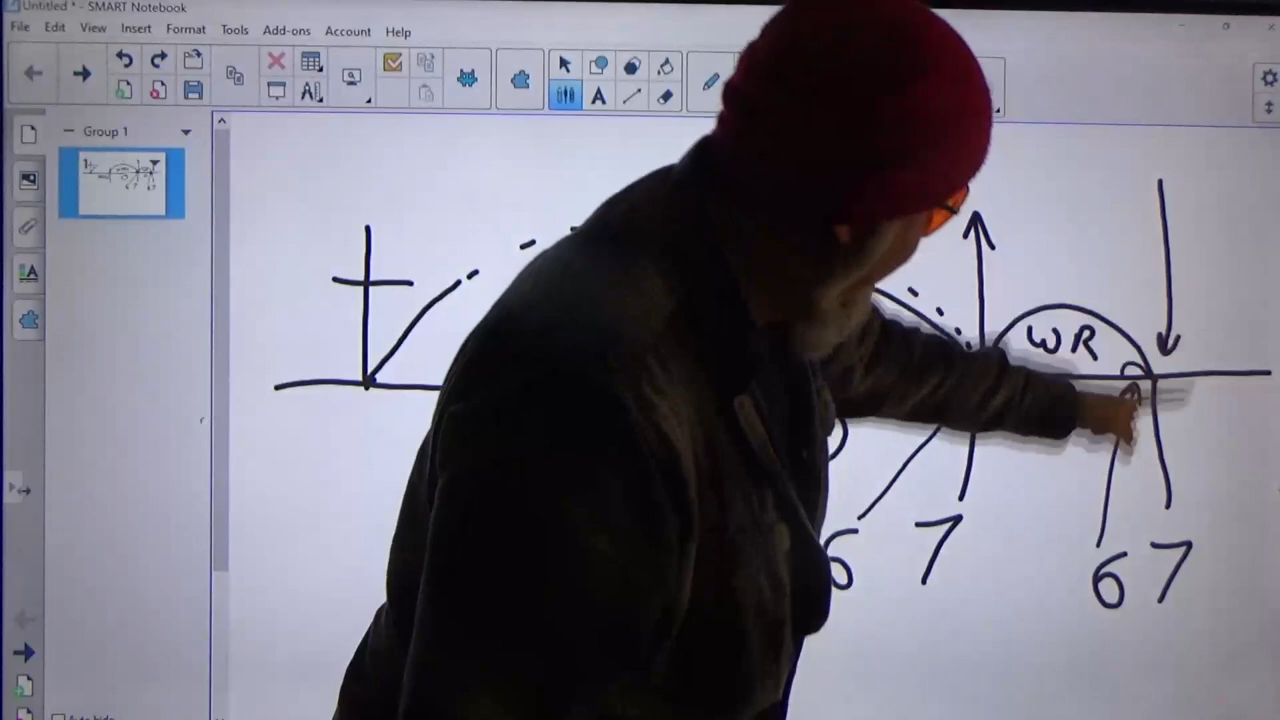 Untitled * - SMART Notebook
File Edit View Insert Format Tools Add-ons Account Help
Group 1
WR
6 7
6 7